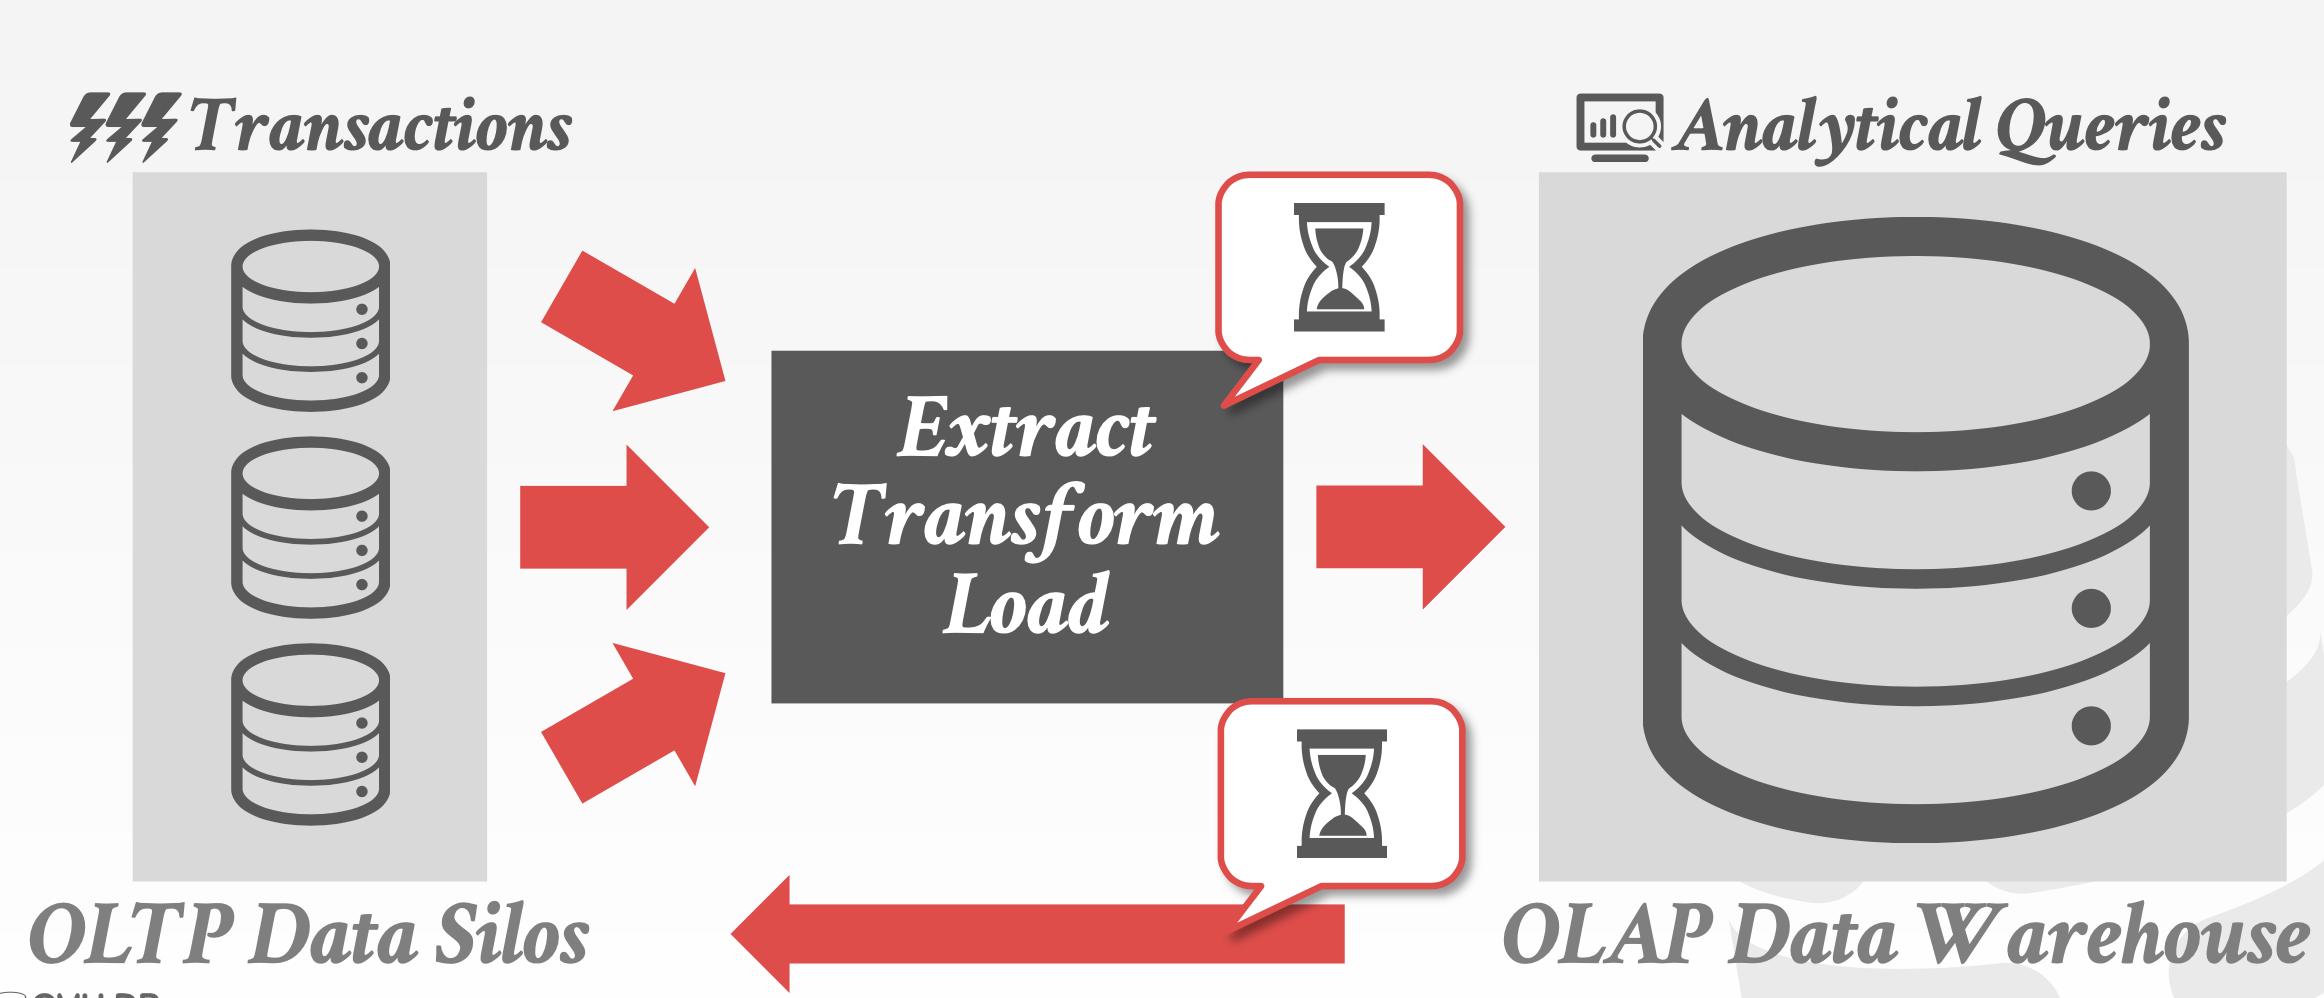 Transactions
Analytical Queries
Extract
Transform
Load
OLTP Data Silos
OLAP Data Warehouse